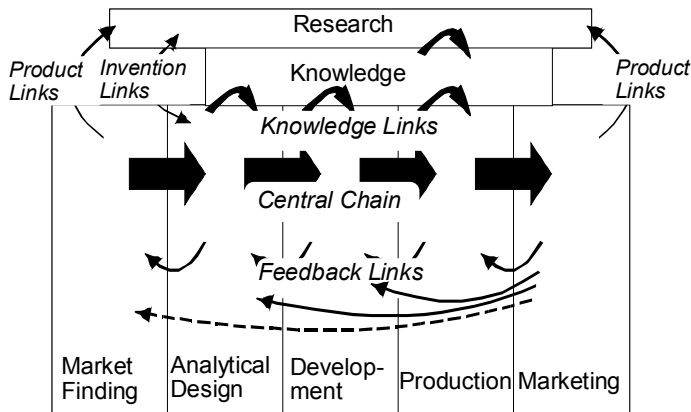 Research
Product
Links
Invention
Links
Knowledge
Product
Links
Knowledge Links
Central Chain
Feedback Links
Market
Finding
Analytical
Design
Develop-
ment
Production
Marketing